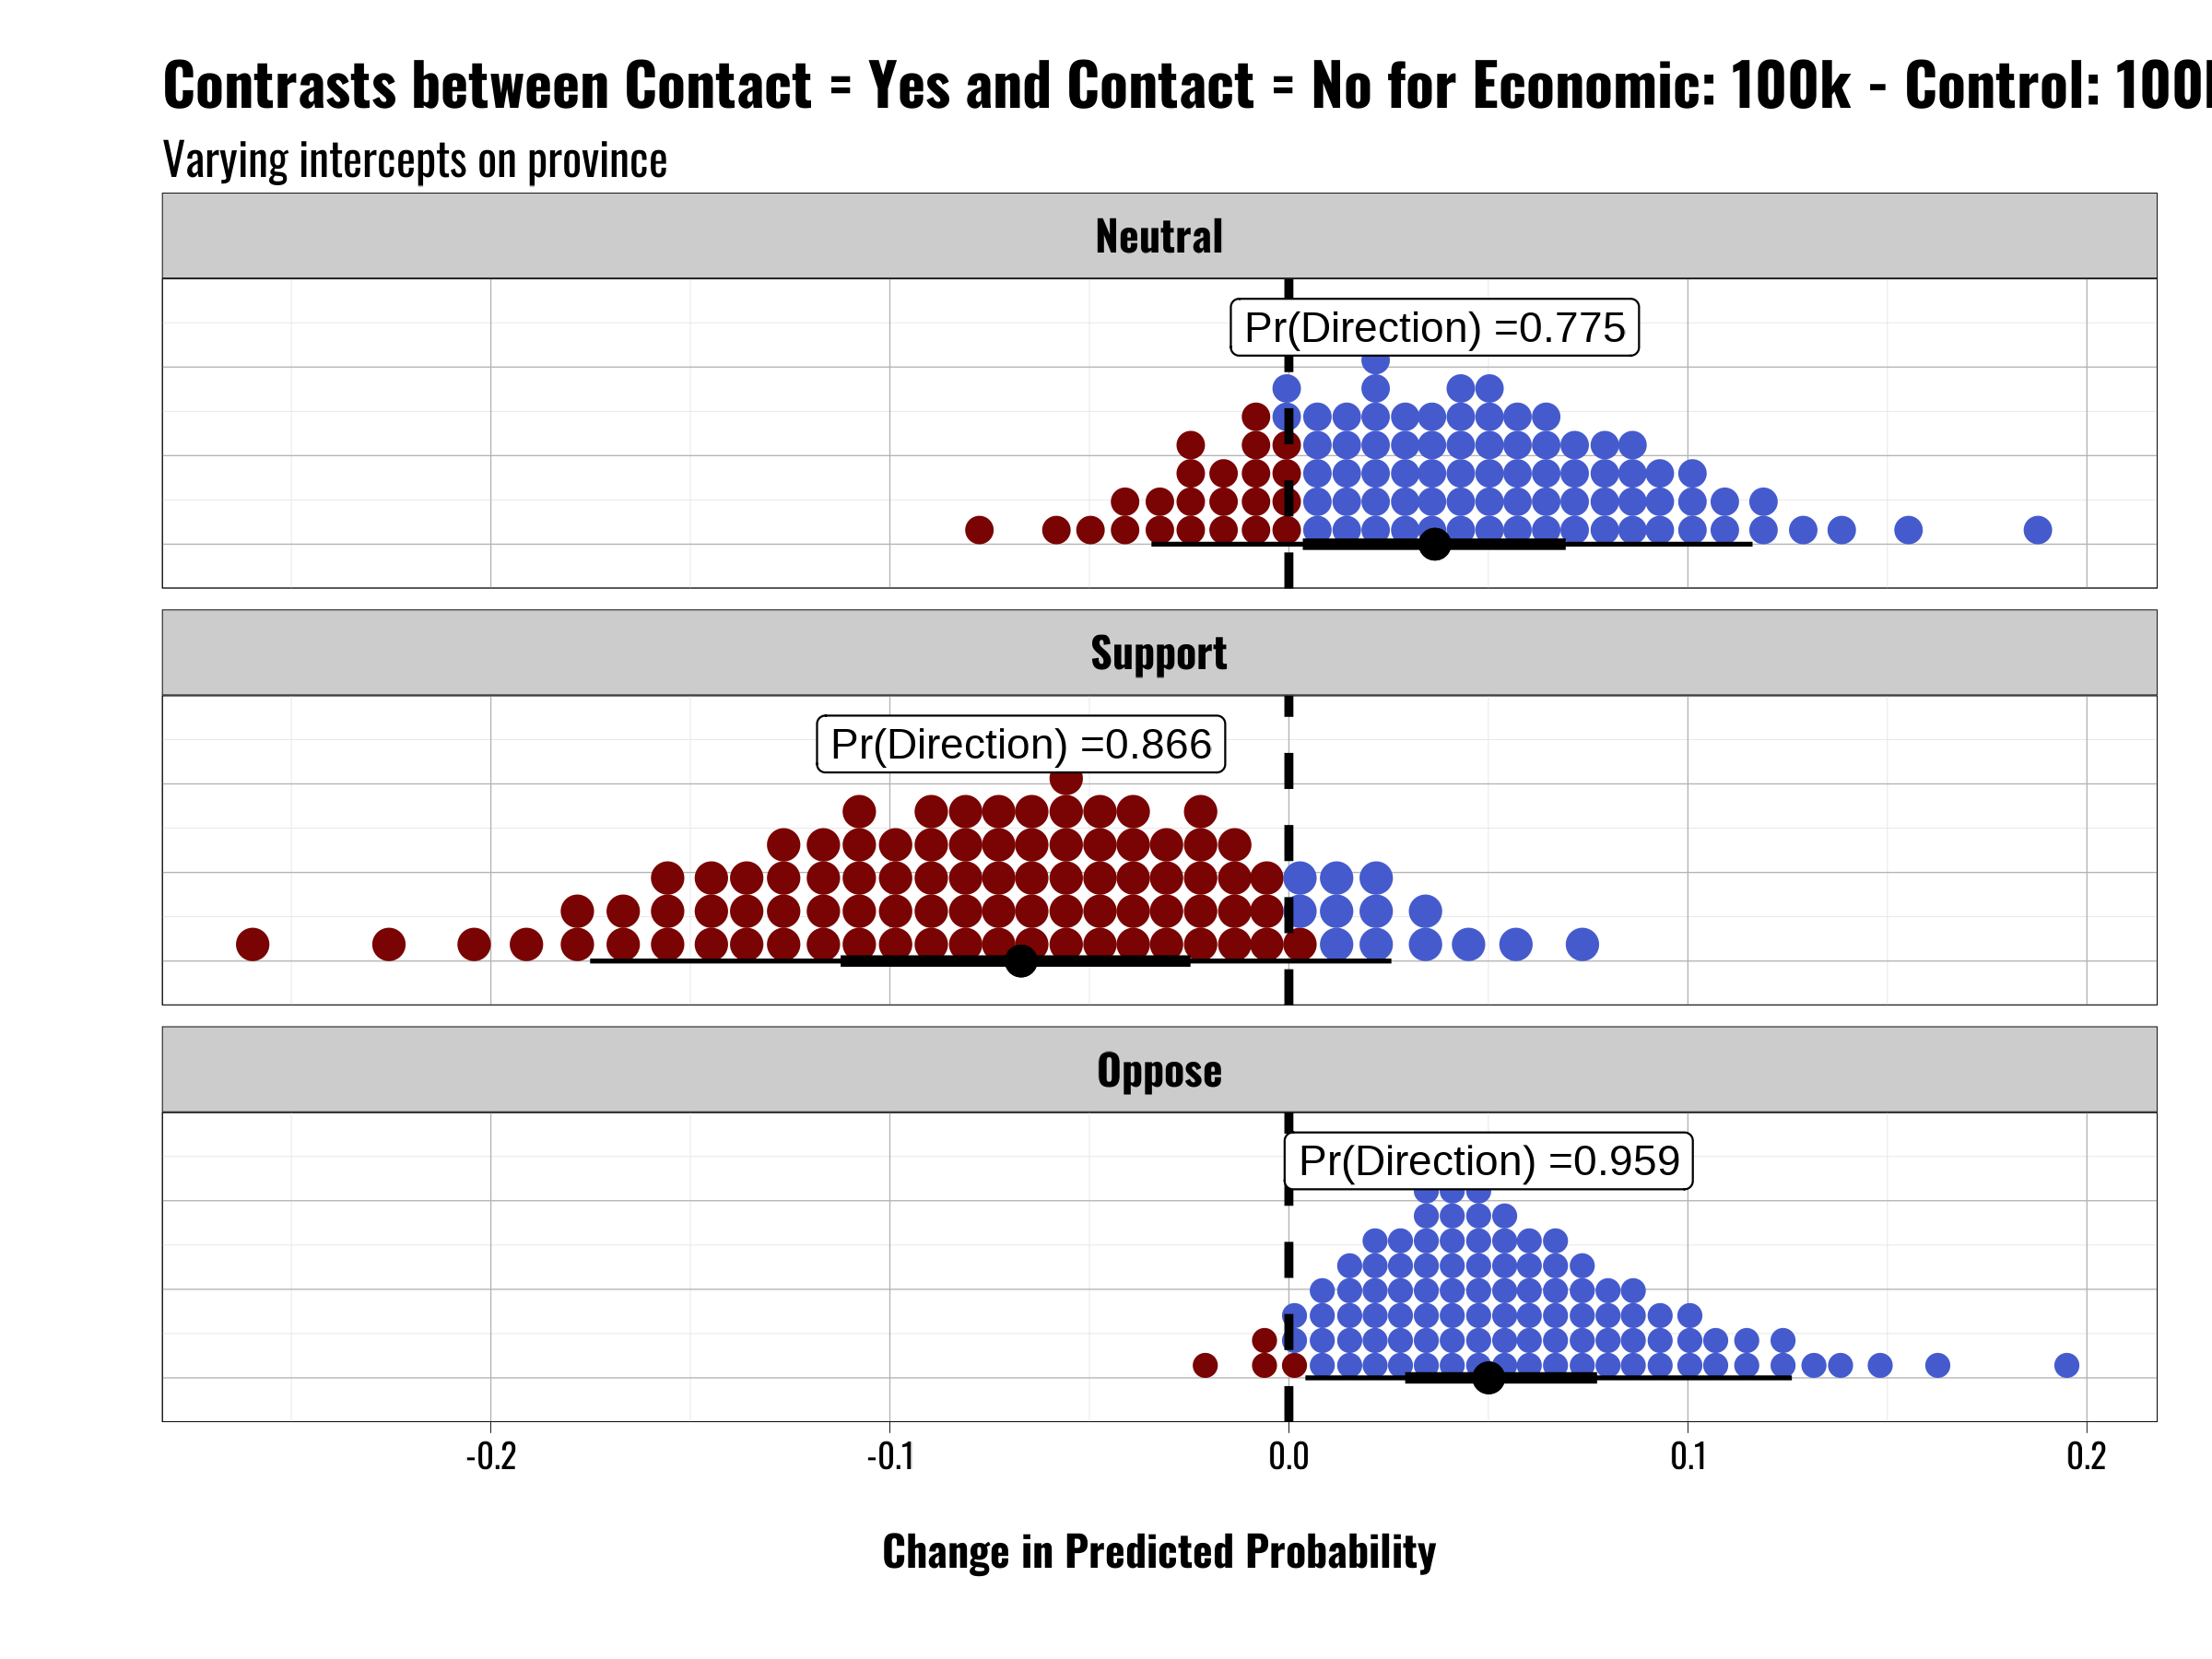 Contrasts between Contact = Yes and Contact = No for Economic: 100k - Control: 100
Varying intercepts on province
Neutral
Pr(Direction) =0.775
Support
Pr(Direction) =0.866
Oppose
Pr(Direction) =0.959
-0.2 -0.1 0.0 0.1 0.2
Change in Predicted Probability